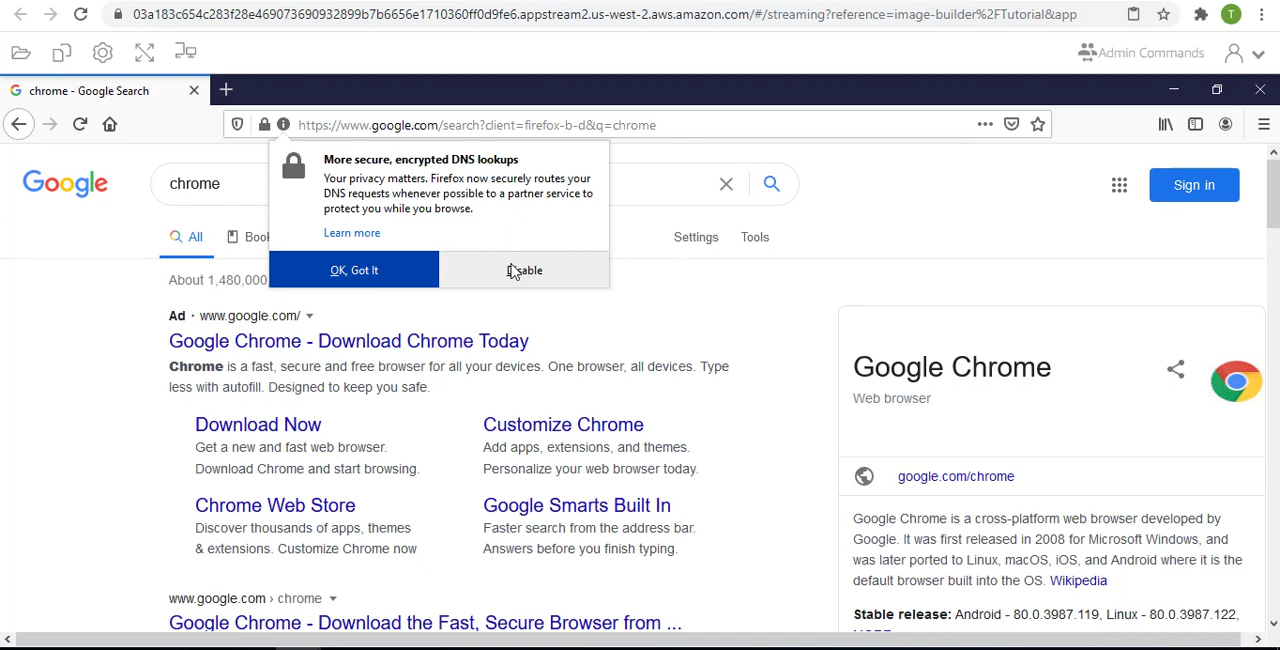 03a183c654c283f28e469073690932899b7b6656e1710360ff0d9fe6.appstream2.us-west-2.aws.amazon.com/#/streaming?reference=image-builder%2FTutorial&app
T
Admin Commands
G chrome - Google Search
https://www.google.com/search?client=firefox-b-d&q=chrome
More secure, encrypted DNS lookups
Your privacy matters. Firefox now securely routes your
DNS requests whenever possible to a partner service to
protect you while you browse.
Learn more
OK, Got It
Google
chrome
Sign in
All
Settings
Tools
About 1,480,000
Ad · www.google.com/
Google Chrome - Download Chrome Today
Chrome is a fast, secure and free browser for all your devices. One browser, all devices. Type
less with autofill. Designed to keep you safe.
Download Now
Get a new and fast web browser.
Download Chrome and start browsing.
Customize Chrome
Add apps, extensions, and themes.
Personalize your web browser today.
Chrome Web Store
Discover thousands of apps, themes
& extensions. Customize Chrome now
Google Smarts Built In
Faster search from the address bar.
Answers before you finish typing.
www.google.com › chrome
Google Chrome - Download the Fast, Secure Browser from ...
Google Chrome
Web browser
google.com/chrome
Google Chrome is a cross-platform web browser developed by
Google. It was first released in 2008 for Microsoft Windows, and
was later ported to Linux, macOS, iOS, and Android where it is the
default browser built into the OS. Wikipedia
Stable release: Android - 80.0.3987.119, Linux - 80.0.3987.122,